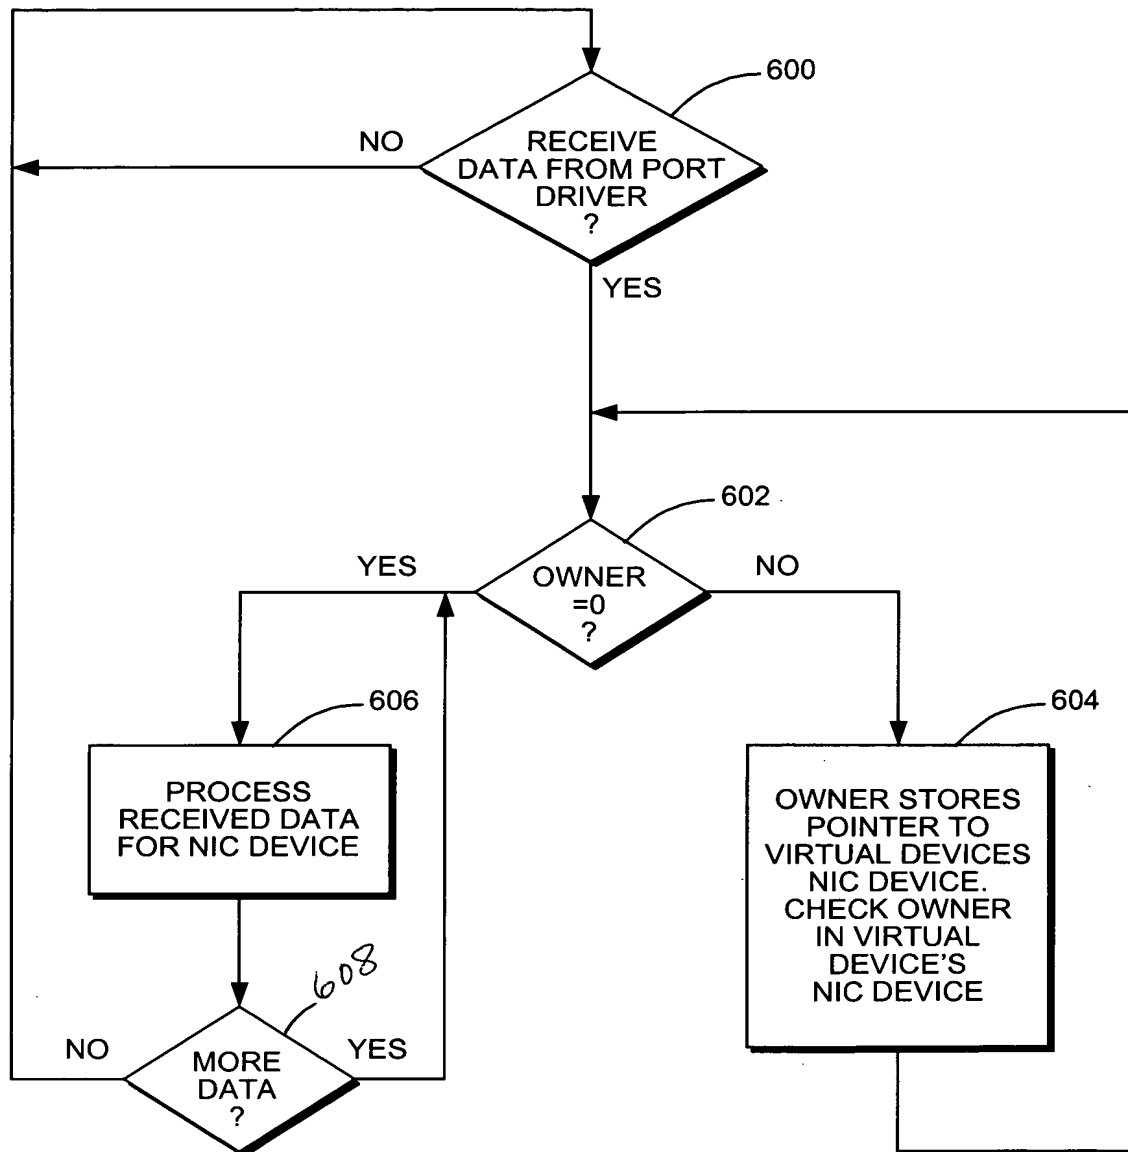 600
NO
RECEIVE
DATA FROM PORT
DRIVER
?
YES
602
YES
OWNER
=0
?
NO
606
604
PROCESS
RECEIVED DATA
FOR NIC DEVICE
OWNER STORES
POINTER TO
VIRTUAL DEVICES
NIC DEVICE.
CHECK OWNER
IN VIRTUAL
DEVICE'S
NIC DEVICE
608
NO
MORE
DATA
?
YES